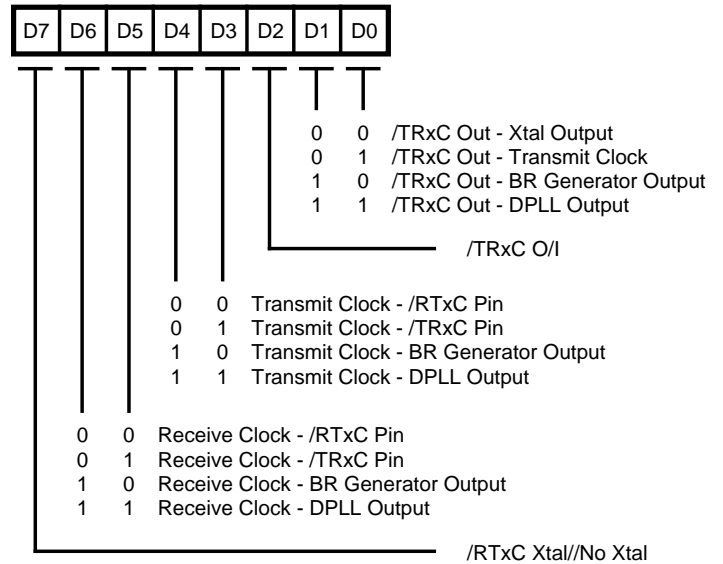 D7 D6 D5 D4 D3 D2 D1 D0
0 0 /TRxC Out - Xtal Output
0 1 /TRxC Out - Transmit Clock
1 0 /TRxC Out - BR Generator Output
1 1 /TRxC Out - DPLL Output
/TRxC O/I
0 0 Transmit Clock - /RTxC Pin
0 1 Transmit Clock - /TRxC Pin
1 0 Transmit Clock - BR Generator Output
1 1 Transmit Clock - DPLL Output
0 0 Receive Clock - /RTxC Pin
0 1 Receive Clock - /TRxC Pin
1 0 Receive Clock - BR Generator Output
1 1 Receive Clock - DPLL Output
/RTxC Xtal//No Xtal